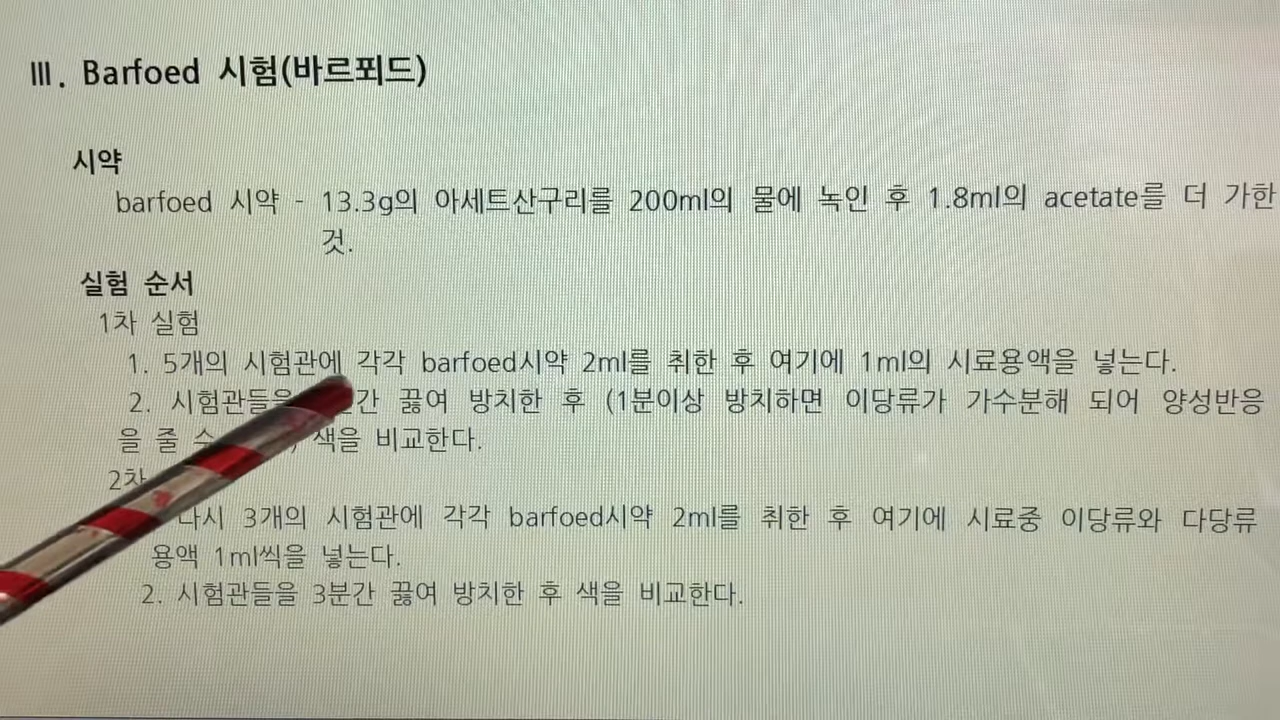 Ⅲ. Barfoed 시험(바르푀드)
시약
barfoed 시약 - 13.3g의 아세트산구리를 200ml의 물에 녹인 후 1.8ml의 acetate를 더 가한
것.
실험 순서
1차 실험
1. 5개의 시험관에 각각 barfoed시약 2ml를 취한 후 여기에 1ml의 시료용액을 넣는다.
2. 시험관들을 끓여 방치한 후 (1분이상 방치하면 이당류가 가수분해 되어 양성반응
을 줄 수 색을 비교한다.
2차
다시 3개의 시험관에 각각 barfoed시약 2ml를 취한 후 여기에 시료중 이당류와 다당류
용액 1ml씩을 넣는다.
2. 시험관들을 3분간 끓여 방치한 후 색을 비교한다.